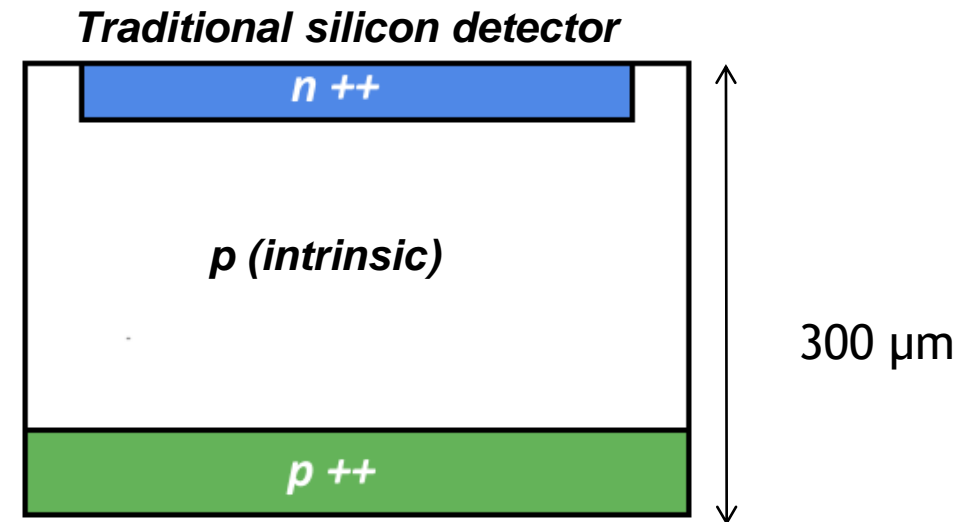 Traditional silicon detector
n ++
p (intrinsic)
300 µm
p ++